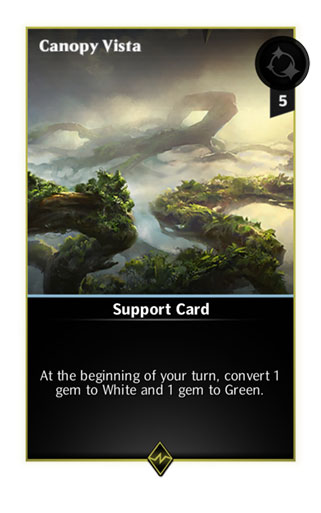 Canopy Vista
5
Support Card
At the beginning of your turn, convert 1
gem to White and 1 gem to Green.